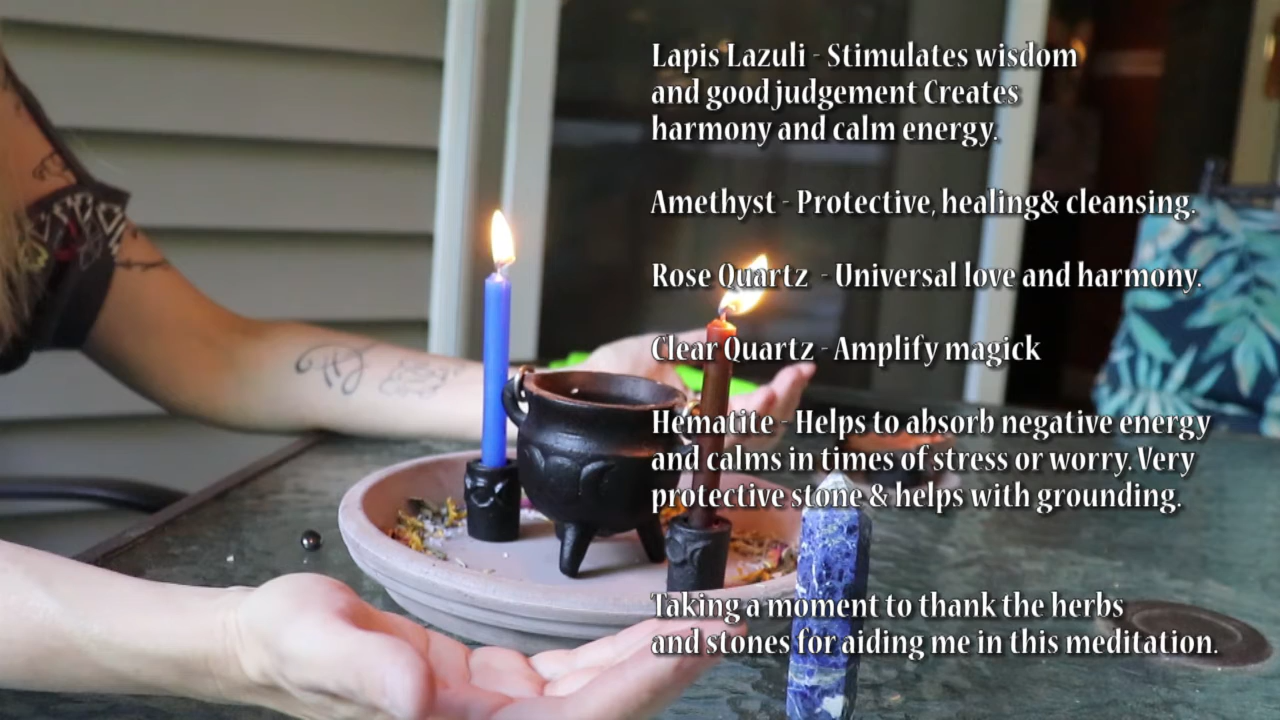 Lapis Lazuli - Stimulates wisdom
and good judgement Creates
harmony and calm energy.
Amethyst - Protective, healing& cleansing.
Rose Quartz - Universal love and harmony.
Clear Quartz - Amplify magick
Hematite - Helps to absorb negative energy
and calms in times of stress or worry. Very
protective stone & helps with grounding.
Taking a moment to thank the herbs
and stones for aiding me in this meditation.